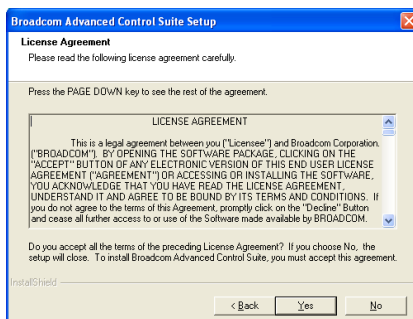 Broadcom Advanced Control Suite Setup
License Agreement
Please read the following license agreement carefully.
Press the PAGE DOWN key to see the rest of the agreement.
LICENSE AGREEMENT
This is a legal agreement between you ("Licensee") and Broadcom Corporation
("BROADCOM"). BY OPENING THE SOFTWARE PACKAGE, CLICKING ON THE
"ACCEPT" BUTTON OF ANY ELECTRONIC VERSION OF THIS END USER LICENSE
AGREEMENT ("AGREEMENT") OR ACCESSING OR INSTALLING THE SOFTWARE,
YOU ACKNOWLEDGE THAT YOU HAVE READ THE LICENSE AGREEMENT,
UNDERSTAND IT AND AGREE TO BE BOUND BY ITS TERMS AND CONDITIONS. If
you do not agree to the terms of this Agreement, promptly click on the "Decline" Button
and cease all further access to or use of the Software made available by BROADCOM.
Do you accept all the terms of the preceding License Agreement? If you choose No, the
setup will close. To install Broadcom Advanced Control Suite, you must accept this agreement.
InstallShield
< Back Yes No